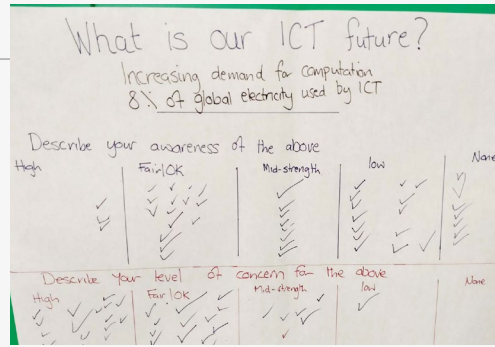 What is our ICT future?
Increasing demand for computation
8% of global electricity used by ICT
Describe your awareness of the above
High Fair/OK Mid-strength low None
Describe your level of concern for the above
High Fair/OK Mid-strength low None